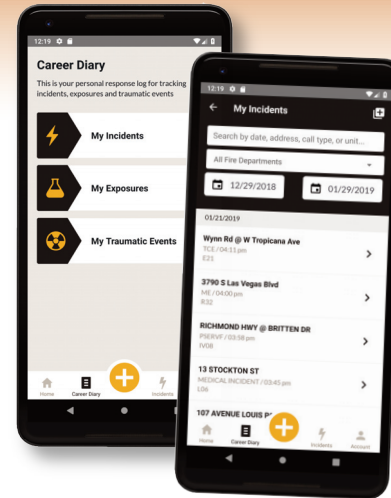 12:19
Career Diary
This is your personal response log for tracking
incidents, exposures and traumatic events
My Incidents
My Exposures
My Traumatic Events
Home
Career Diary
Incidents
12:19
My Incidents
Search by date, address, call type, or unit...
All Fire Departments
12/29/2018
01/29/2019
01/21/2019
Wynn Rd @ W Tropicana Ave
TCE / 04:11 pm
E21
3790 S Las Vegas Blvd
ME / 04:00 pm
R32
RICHMOND HWY @ BRITTEN DR
PSERVF / 03:58 pm
IV08
13 STOCKTON ST
MEDICAL INCIDENT / 03:45 pm
L06
107 AVENUE LOUIS
Home
Career Diary
Incidents
Account